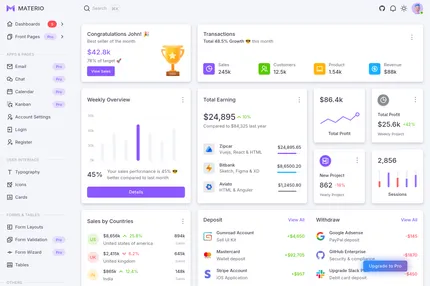 MATERIO
Search
Dashboards
Front Pages
Pro
APPS & PAGES
Email
Pro
Chat
Pro
Calendar
Pro
Kanban
Pro
Account Settings
Login
Register
USER INTERFACE
Typography
Icons
Cards
FORMS & TABLES
Form Layouts
Form Validation
Pro
Form Wizard
Pro
Tables
OTHERS
Congratulations John! 🎉
Best seller of the month
$42.8k
78% of target 🚀
View Sales
Transactions
Total 48.5% Growth 😎 this month
Sales
245k
Customers
12.5k
Product
1.54k
Revenue
$88k
Weekly Overview
45%
Your sales performance is 45% 😎
better compared to last month
Details
Total Earning
$24,895
10%
Compared to $84,325 last year
Zipcar
Vuejs, React & HTML
$24,895.65
Bitbank
Sketch, Figma & XD
$8,6500.20
Aviato
HTML & Angular
$1,2450.80
$86.4k
Total Profit
Total Profit
$25.6k
+42%
Weekly Project
New Project
862
-18%
Yearly Project
2,856
Sessions
Sales by Countries
US
$8,656k
25.8%
894k
United states of america
UK
$2,415k
6.2%
645k
United kingdom
IN
$865k
12.4%
148k
India
Deposit
View All
Gumroad Account
Sell UI Kit
+$4,650
Mastercard
Wallet deposit
Stripe Account
iOS Application
Withdraw
View All
Google Adsense
PayPal deposit
-$145
GitHub Enterprise
Security & compliance
-$1870
Upgrade Slack
Debit card deposit
Upgrade to Pro